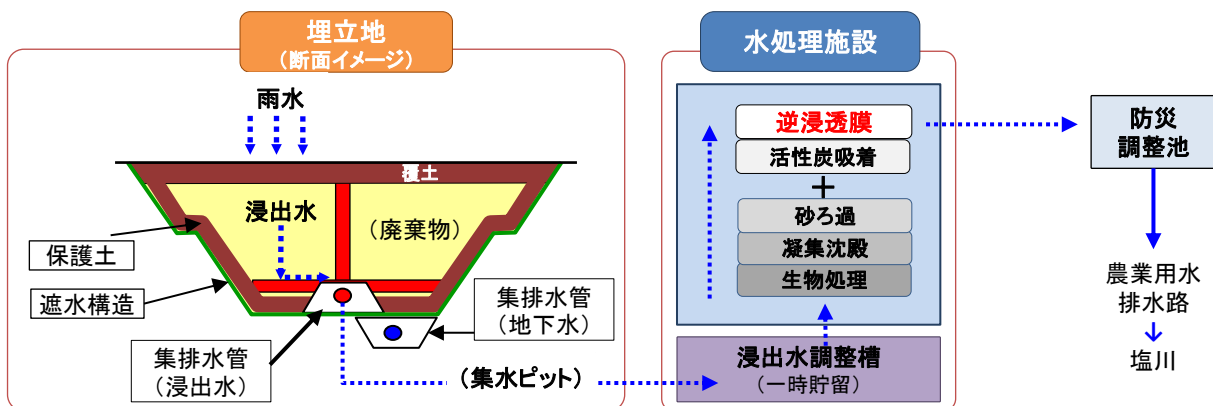 埋立地
（断面イメージ）
雨水
覆土
浸出水
（廃棄物）
保護土
遮水構造
集排水管
（浸出水）
集排水管
（地下水）
（集水ピット）
水処理施設
逆浸透膜
活性炭吸着
＋
砂ろ過
凝集沈殿
生物処理
浸出水調整槽
（一時貯留）
防災
調整池
農業用水
排水路
塩川